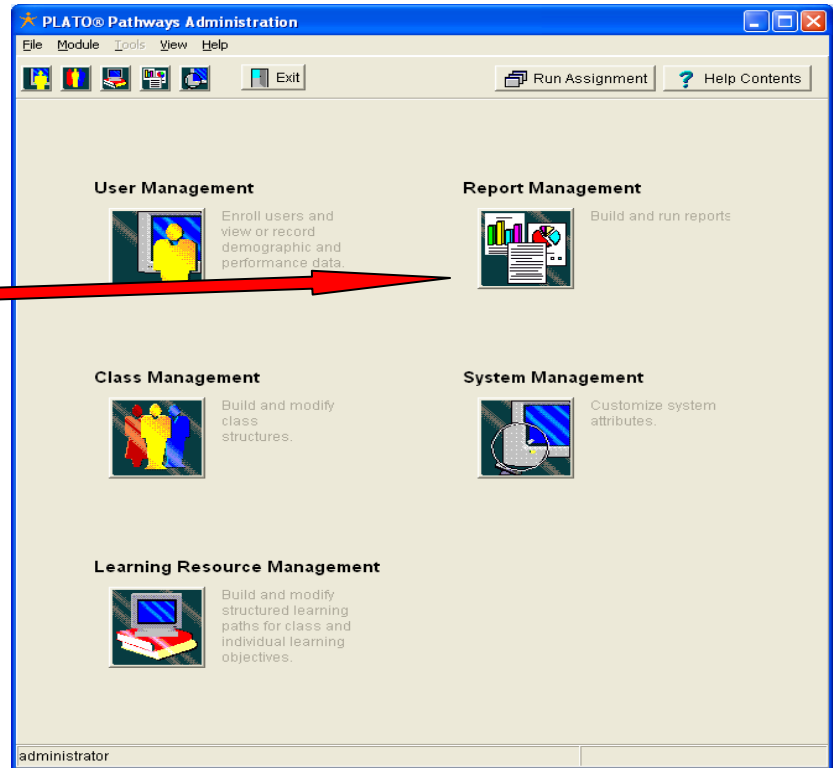 PLATO® Pathways Administration
File Module Tools View Help
Exit
Run Assignment
? Help Contents
User Management
Enroll users and
view or record
demographic and
performance data.
Report Management
Build and run reports
Class Management
Build and modify
class
structures.
System Management
Customize system
attributes.
Learning Resource Management
Build and modify
structured learning
paths for class and
individual learning
objectives.
administrator